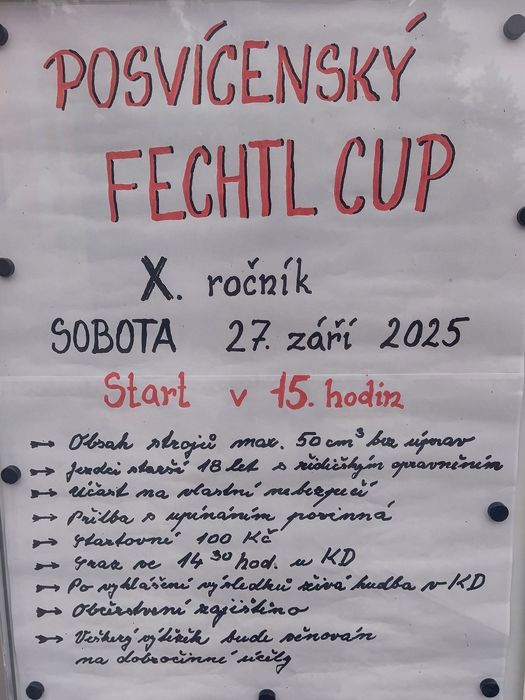 POSVÍCENSKÝ
FECHTL CUP
X. ročník
SOBOTA 27. září 2025
Start v 15. hodin
Obsah strojů max. 50 cm³ bez úprav
Jezdci starší 18 let s řidičským oprávněním
Účast na vlastní nebezpečí
Přilba s upínáním povinná
Startovní 100 Kč
Sraz ve 14³⁰ hod. u KD
Po vyhlášení výsledků živá hudba v KD
Občerstvení zajištěno
Veškerý výtěžek bude věnován
na dobročinné účely